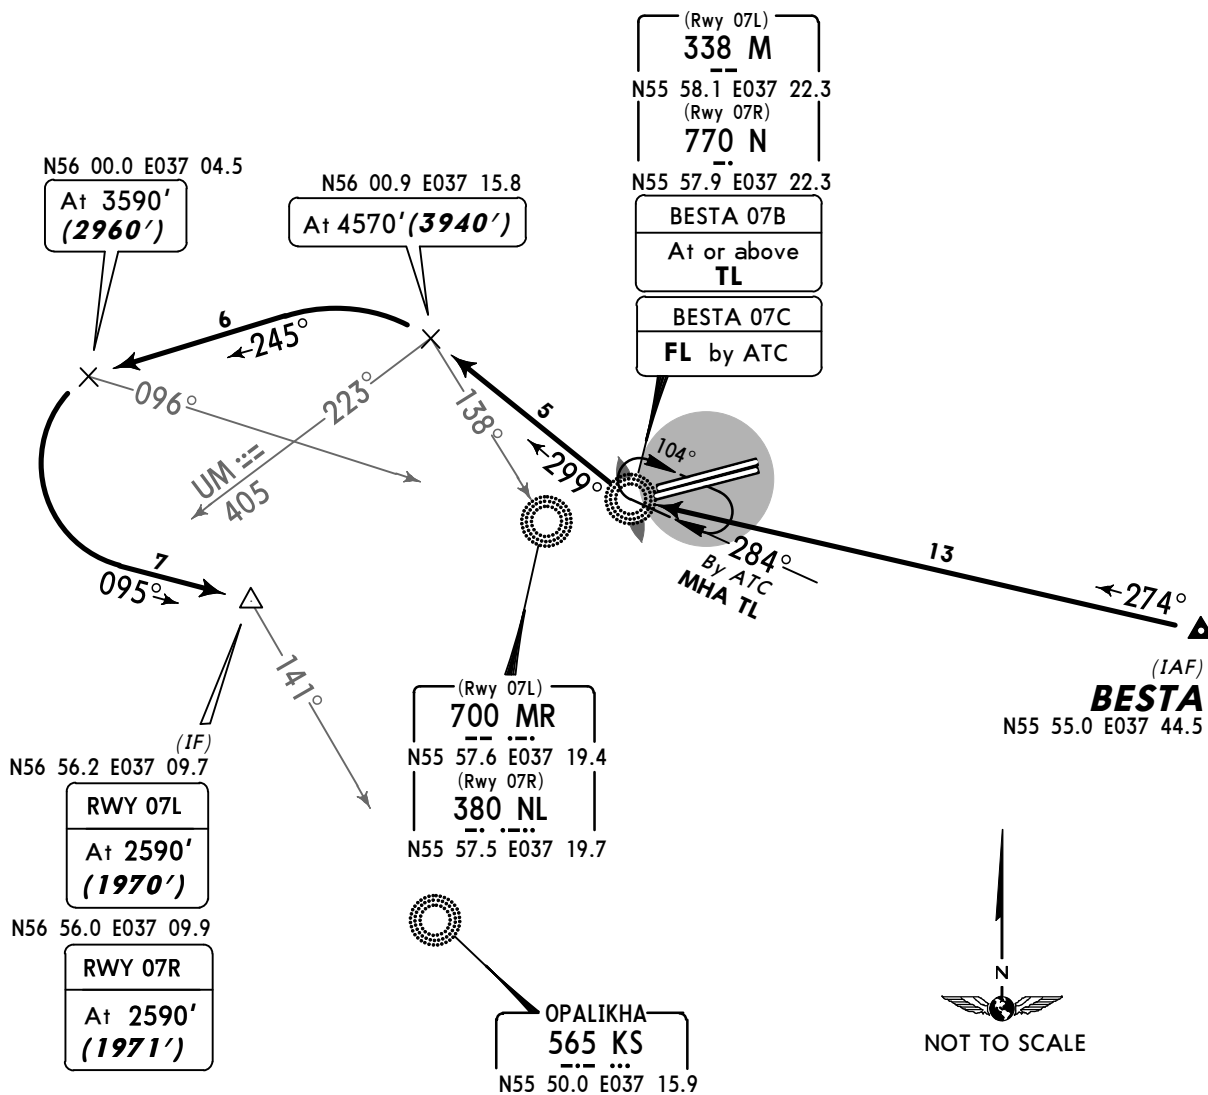 (Rwy 07L)
338 M
N55 58.1 E037 22.3
(Rwy 07R)
770 N
N55 57.9 E037 22.3
BESTA 07B
At or above
TL
BESTA 07C
FL by ATC
N56 00.0 E037 04.5
At 3590'
(2960')
N56 00.9 E037 15.8
At 4570' (3940')
6
245°
096°
223°
138°
UM
405
5
299°
104°
284°
By ATC
MHA TL
13
274°
(IAF)
BESTA
N55 55.0 E037 44.5
7
095°
141°
(IF)
N56 56.2 E037 09.7
RWY 07L
At 2590'
(1970')
N56 56.0 E037 09.9
RWY 07R
At 2590'
(1971')
(Rwy 07L)
700 MR
N55 57.6 E037 19.4
(Rwy 07R)
380 NL
N55 57.5 E037 19.7
OPALIKHA
565 KS
N55 50.0 E037 15.9
N
NOT TO SCALE